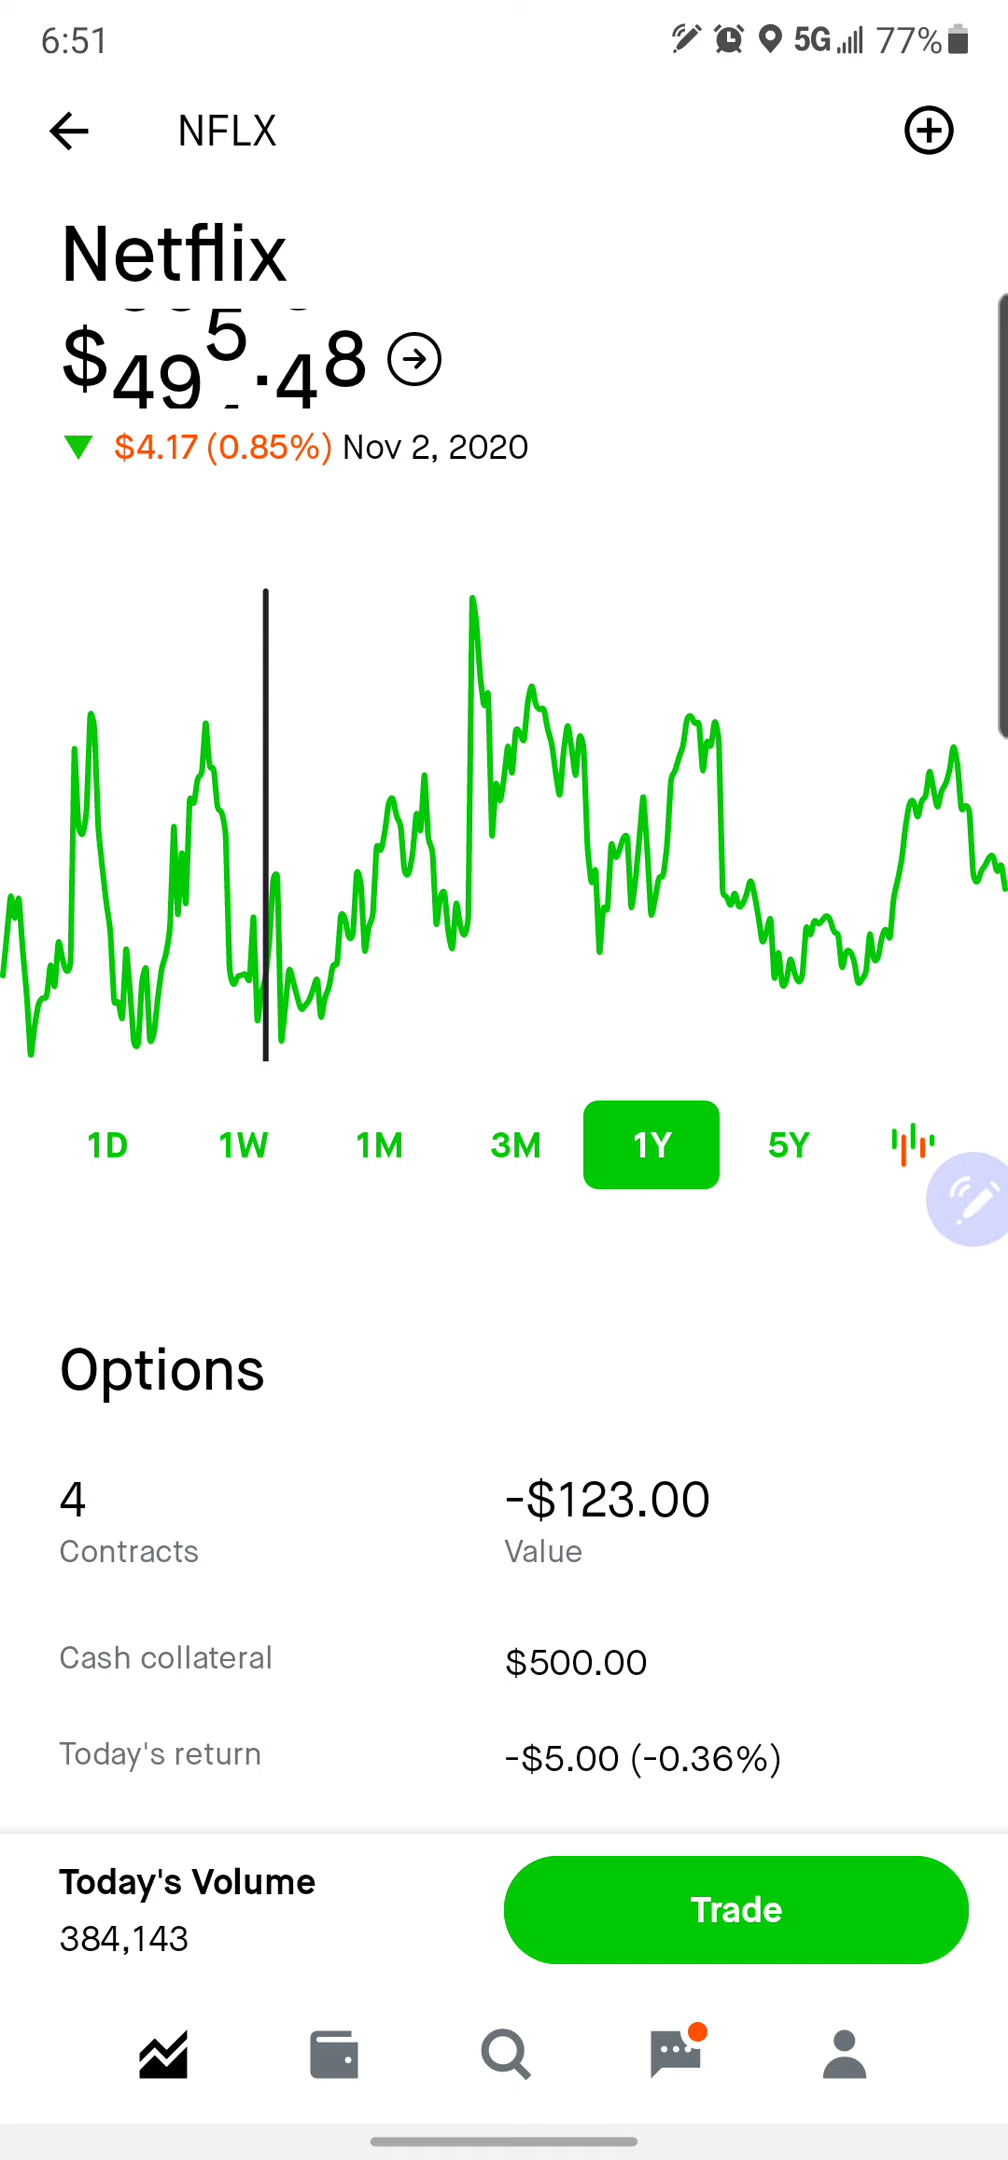 6:51 5G 77%
NFLX
Netflix
$495.48
$4.17 (0.85%) Nov 2, 2020
1D 1W 1M 3M 1Y 5Y
Options
4 -$123.00
Contracts Value
Cash collateral $500.00
Today's return -$5.00 (-0.36%)
Today's Volume
384,143
Trade